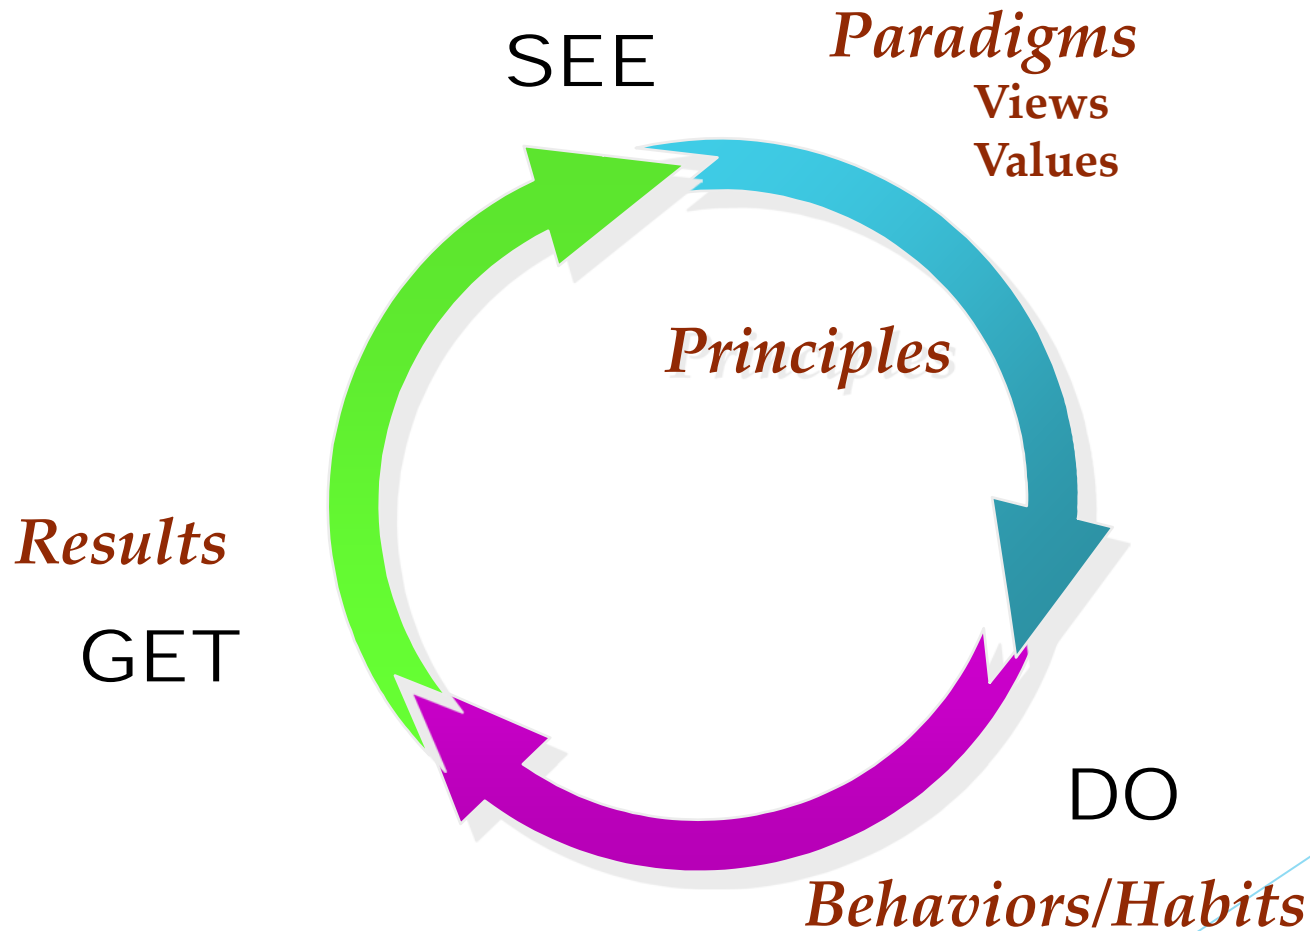 SEE
Paradigms
Views
Values
Principles
Results
GET
DO
Behaviors/Habits